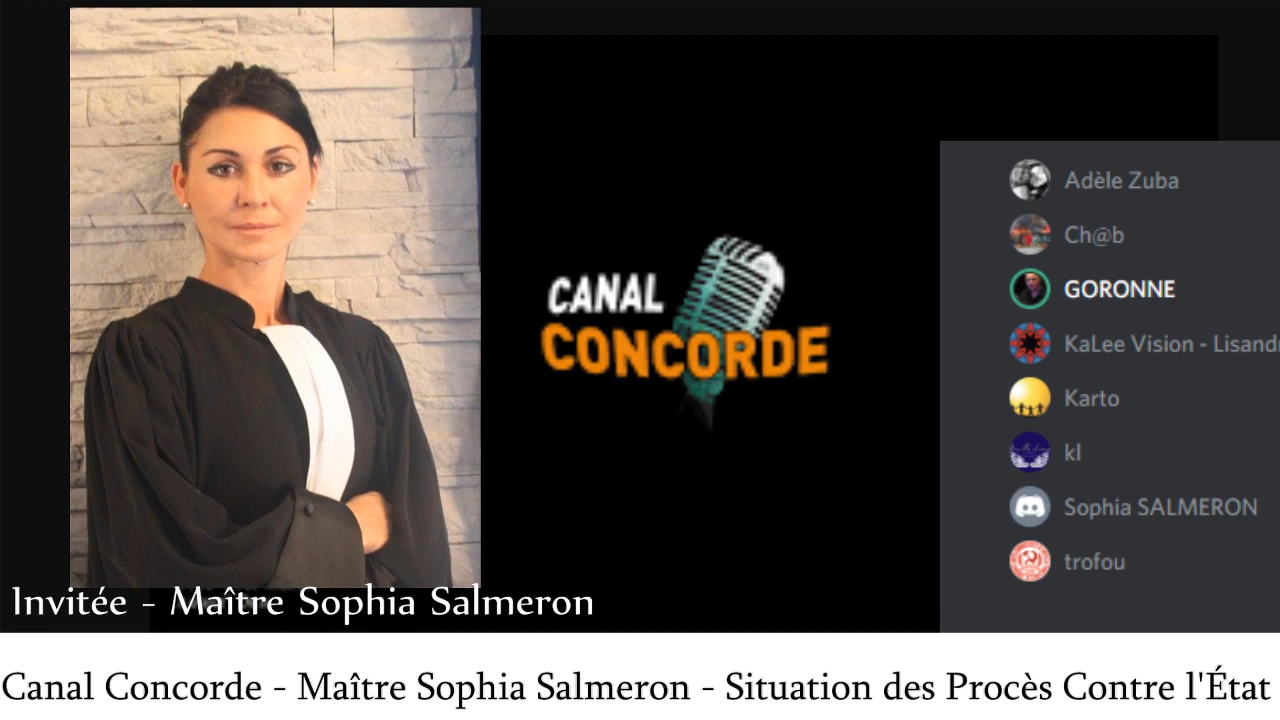 CANAL
CONCORDE
Adèle Zuba
Ch@b
GORONNE
KaLee Vision - Lisand
Karto
kl
Sophia SALMERON
trofou
Invitée - Maître Sophia Salmeron
Canal Concorde - Maître Sophia Salmeron - Situation des Procès Contre l'État